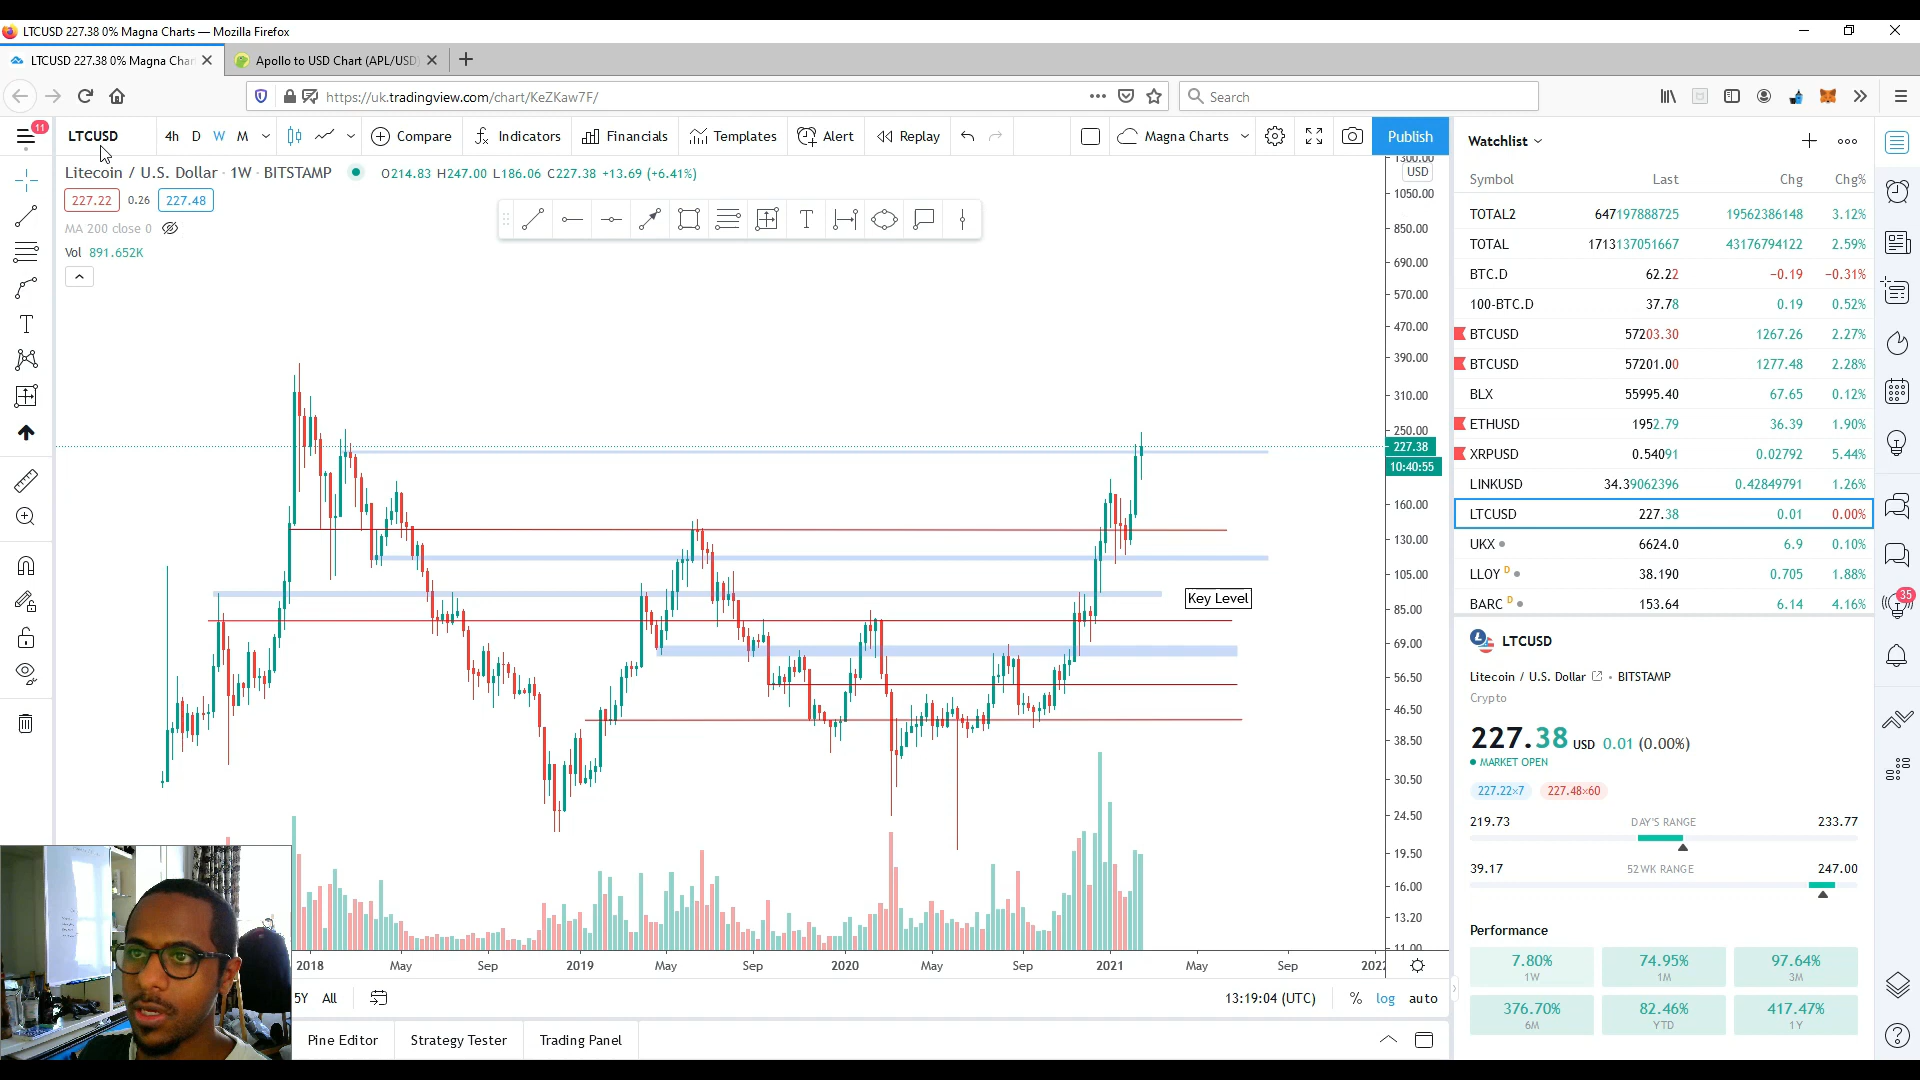 LTCUSD 227.38 0% Magna Charts — Mozilla Firefox
LTCUSD 227.38 0% Magna Char
Apollo to USD Chart (APL/USD)
https://uk.tradingview.com/chart/KeZKaw7F/
Search
11
LTCUSD
4h D W M
Compare
Indicators
Financials
Templates
Alert
Replay
Magna Charts
Publish
Litecoin / U.S. Dollar · 1W · BITSTAMP
O214.83 H247.00 L186.06 C227.38 +13.69 (+6.41%)
227.22 0.26 227.48
MA 200 close 0
Vol 891.652K
USD
1300.00
1050.00
850.00
690.00
570.00
470.00
390.00
310.00
250.00
227.38
10:40:55
160.00
130.00
105.00
85.00
69.00
56.50
46.50
38.50
30.50
24.50
19.50
16.00
13.20
11.00
Key Level
2018 May Sep 2019 May Sep 2020 May Sep 2021 May Sep 2022
5Y All
13:19:04 (UTC) % log auto
Pine Editor
Strategy Tester
Trading Panel
Watchlist
Symbol Last Chg Chg%
TOTAL2 647197888725 19562386148 3.12%
TOTAL 1713137051667 43176794122 2.59%
BTC.D 62.22 −0.19 −0.31%
100-BTC.D 37.78 0.19 0.52%
BTCUSD 57203.30 1267.26 2.27%
BTCUSD 57201.00 1277.48 2.28%
BLX 55995.40 67.65 0.12%
ETHUSD 1952.79 36.39 1.90%
XRPUSD 0.54091 0.02792 5.44%
LINKUSD 34.39062396 0.42849791 1.26%
LTCUSD 227.38 0.01 0.00%
UKX 6624.0 6.9 0.10%
LLOY D 38.190 0.705 1.88%
BARC D 153.64 6.14 4.16%
35
LTCUSD
Litecoin / U.S. Dollar · BITSTAMP
Crypto
227.38 USD 0.01 (0.00%)
MARKET OPEN
227.22×7 227.48×60
219.73 DAY'S RANGE 233.77
39.17 52WK RANGE 247.00
Performance
7.80% 74.95% 97.64%
1W 1M 3M
376.70% 82.46% 417.47%
6M YTD 1Y